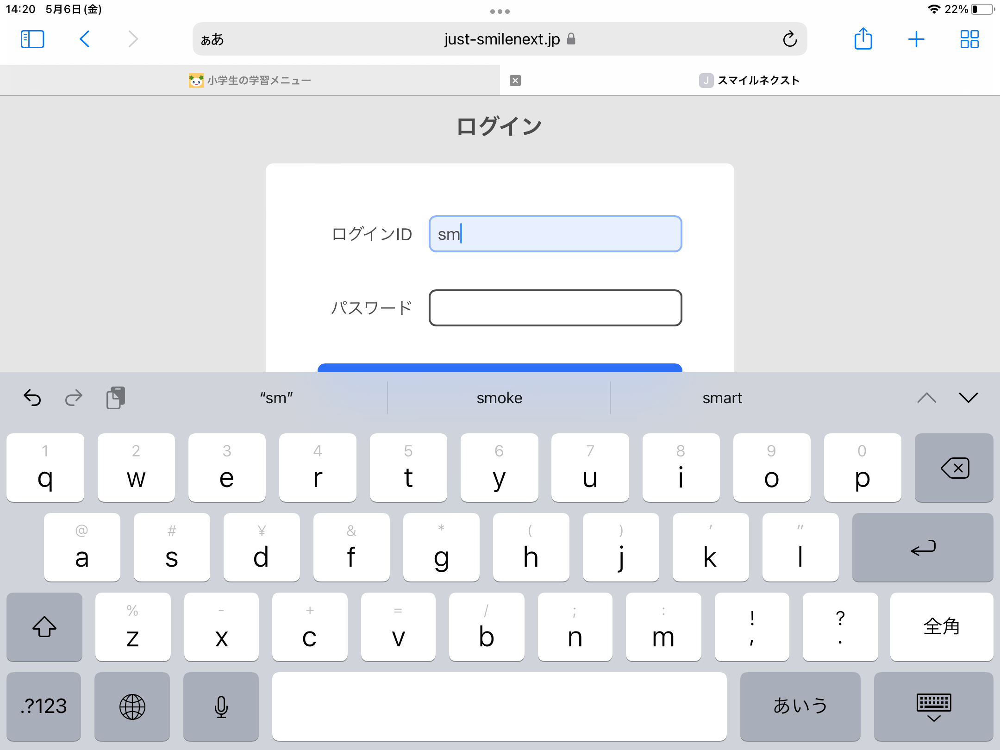 14:20 5月6日(金)
22%
ぁあ
just-smilenext.jp
小学生の学習メニュー
J スマイルネクスト
ログイン
ログインID
sm
パスワード
“sm” smoke smart
1 2 3 4 5 6 7 8 9 0
q w e r t y u i o p
@ # ¥ & * ( ) ′ ″
a s d f g h j k l
% - + = / ; : ! ?
z x c v b n m , . 全角
.?123 あいう